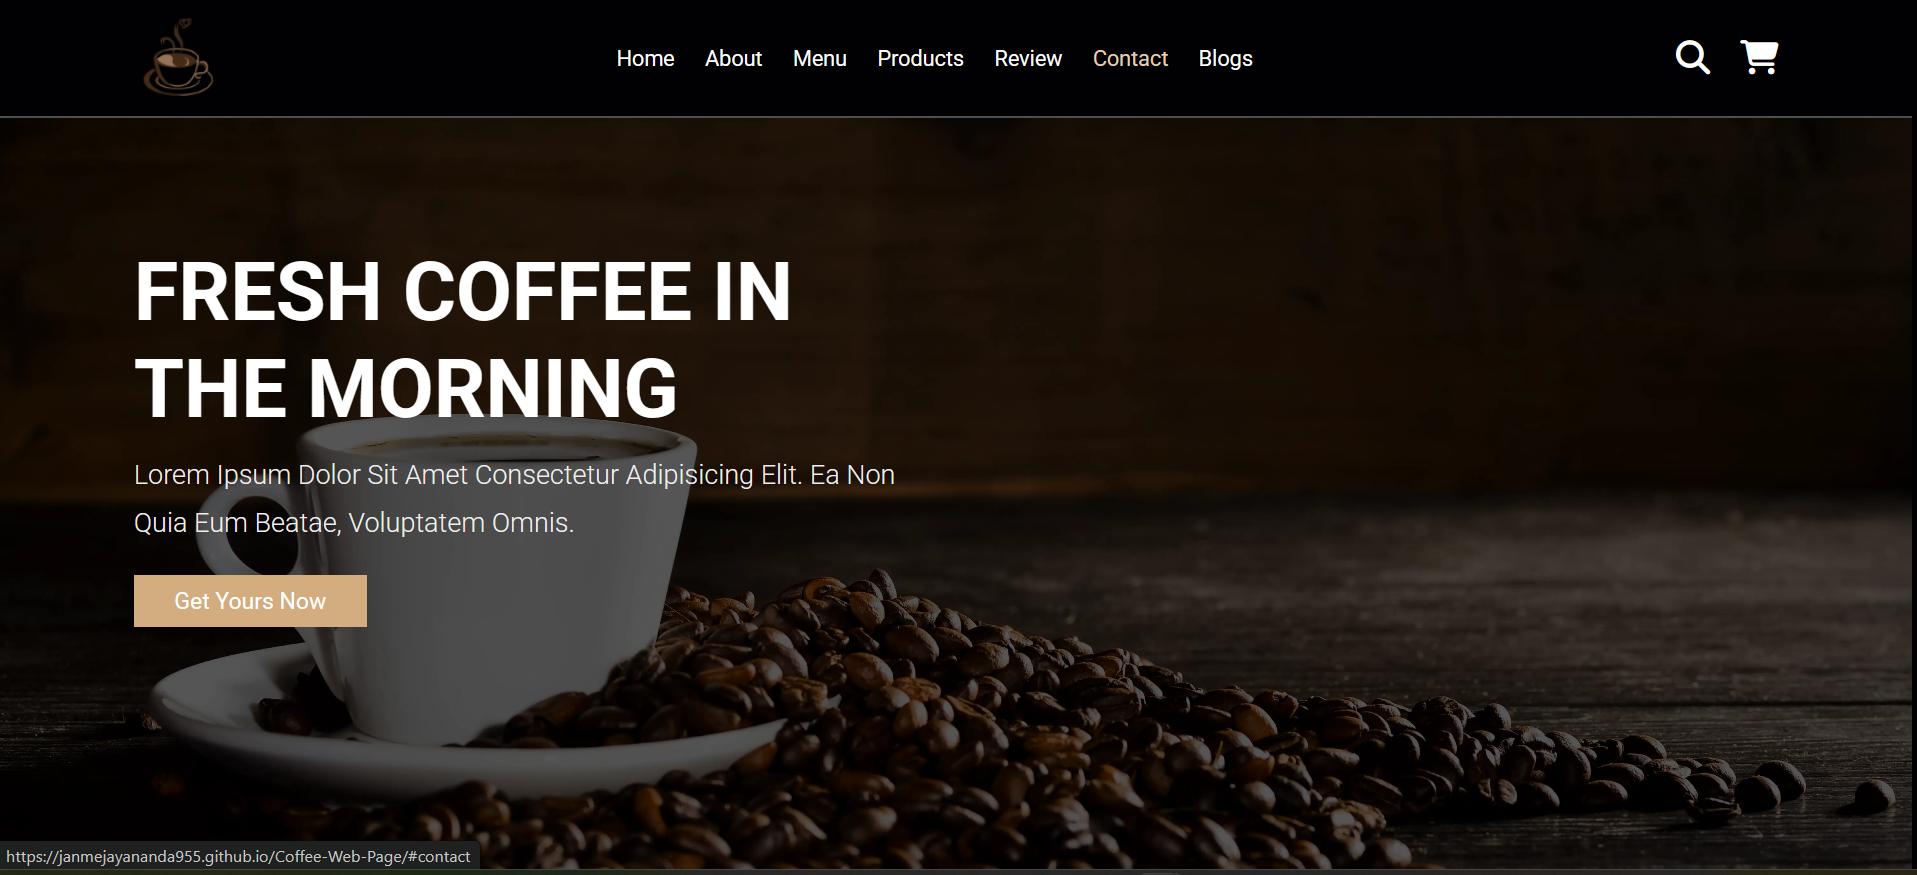 Home About Menu Products Review Contact Blogs
FRESH COFFEE IN
THE MORNING
Lorem Ipsum Dolor Sit Amet Consectetur Adipisicing Elit. Ea Non
Quia Eum Beatae, Voluptatem Omnis.
Get Yours Now
https://janmejayananda955.github.io/Coffee-Web-Page/#contact